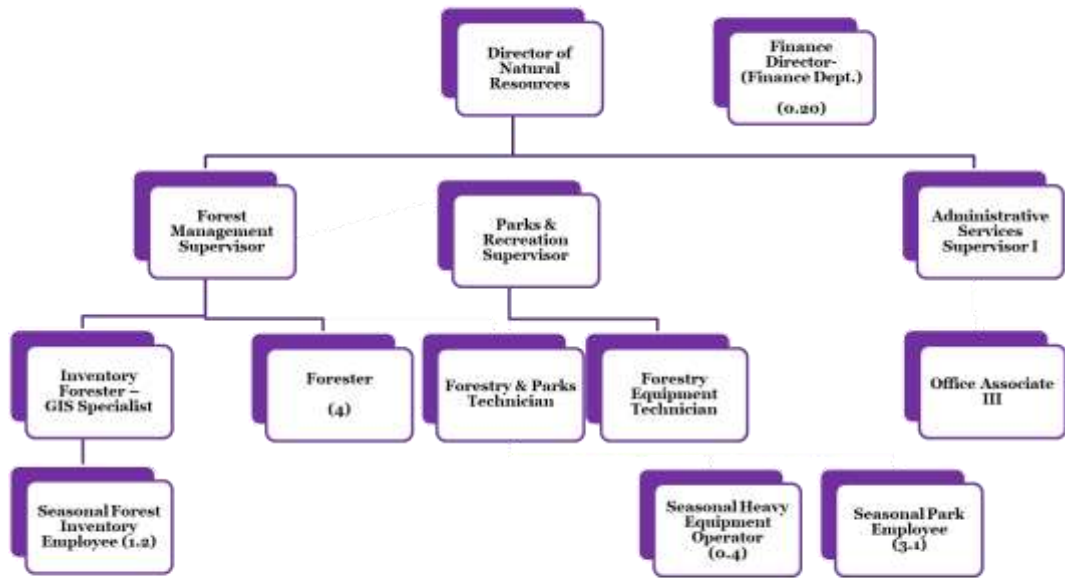 Director of
Natural
Resources
Finance
Director-
(Finance Dept.)
(0.20)
Forest
Management
Supervisor
Parks &
Recreation
Supervisor
Administrative
Services
Supervisor I
Inventory
Forester –
GIS Specialist
Forester
(4)
Forestry & Parks
Technician
Forestry
Equipment
Technician
Office Associate
III
Seasonal Forest
Inventory
Employee (1.2)
Seasonal Heavy
Equipment
Operator
(0.4)
Seasonal Park
Employee
(3.1)